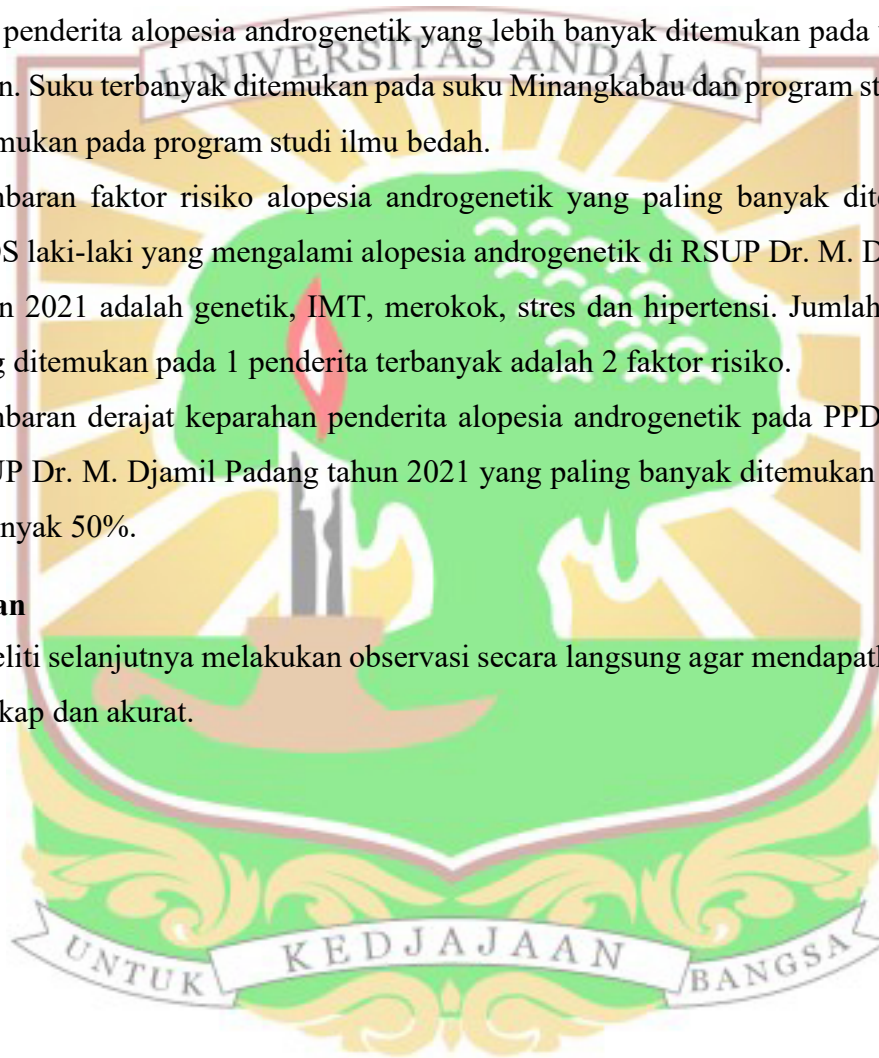 penderita alopesia androgenetik yang lebih banyak ditemukan pada
UNIVERSITAS ANDALAS
n. Suku terbanyak ditemukan pada suku Minangkabau dan program st
mukan pada program studi ilmu bedah.
nbaran faktor risiko alopesia androgenetik yang paling banyak dit
S laki-laki yang mengalami alopesia androgenetik di RSUP Dr. M. D
n 2021 adalah genetik, IMT, merokok, stres dan hipertensi. Jumlah
g ditemukan pada 1 penderita terbanyak adalah 2 faktor risiko.
nbaran derajat keparahan penderita alopesia androgenetik pada PPD
UP Dr. M. Djamil Padang tahun 2021 yang paling banyak ditemukan
anyak 50%.
an
eliti selanjutnya melakukan observasi secara langsung agar mendapat
kap dan akurat.
UNTUK KEDJAJAAN BANGSA